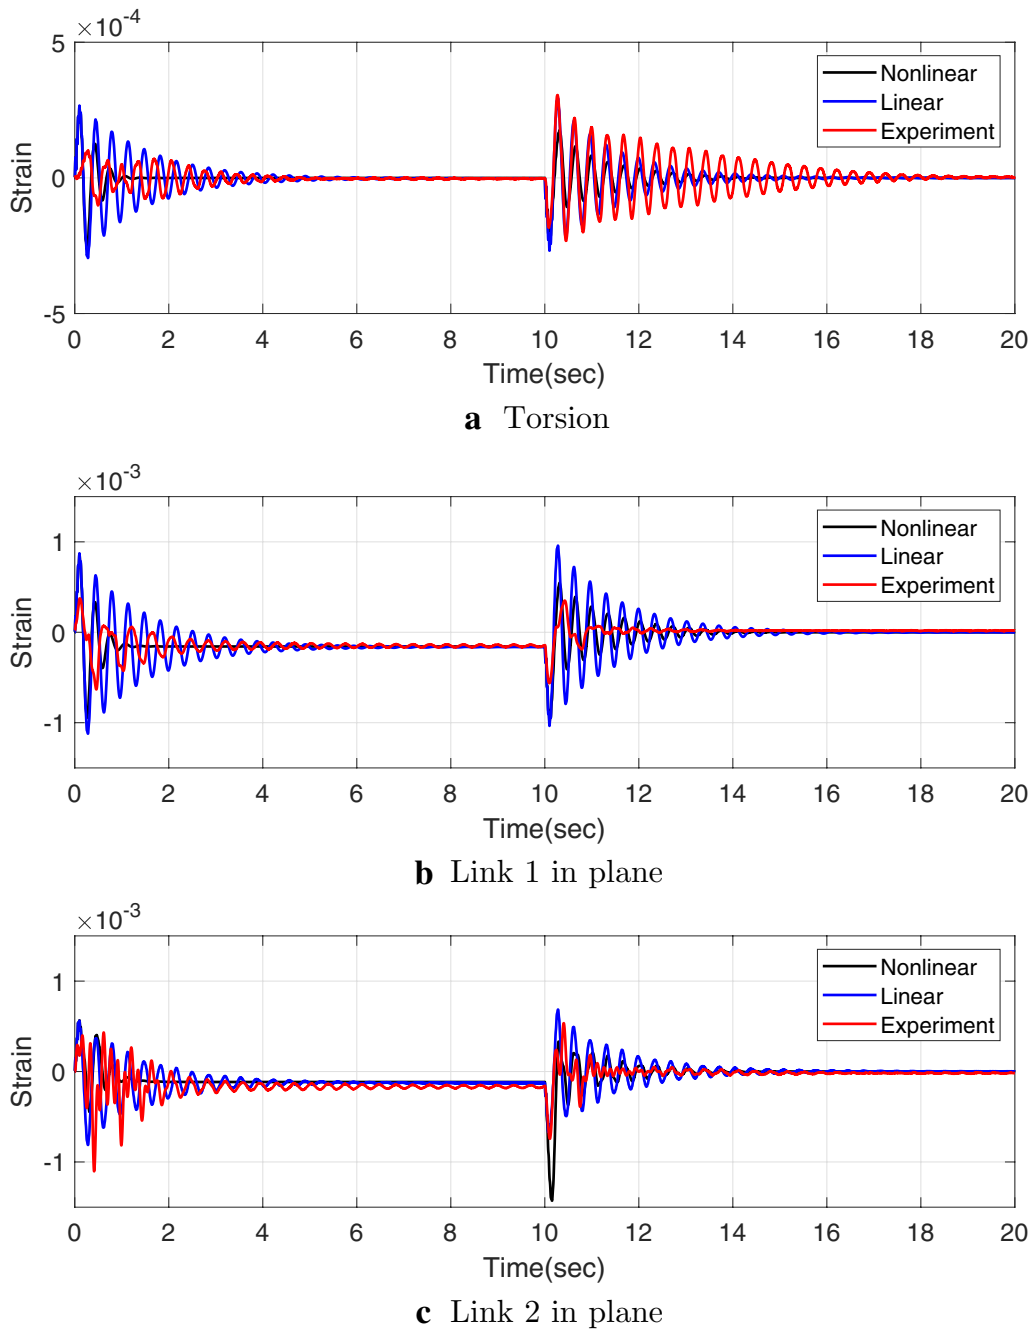 ×10-4
5
0
-5
Strain
Nonlinear
Linear
Experiment
0 2 4 6 8 10 12 14 16 18 20
Time(sec)
a Torsion
×10-3
1
0
-1
Strain
Nonlinear
Linear
Experiment
0 2 4 6 8 10 12 14 16 18 20
Time(sec)
b Link 1 in plane
×10-3
1
0
-1
Strain
Nonlinear
Linear
Experiment
0 2 4 6 8 10 12 14 16 18 20
Time(sec)
c Link 2 in plane